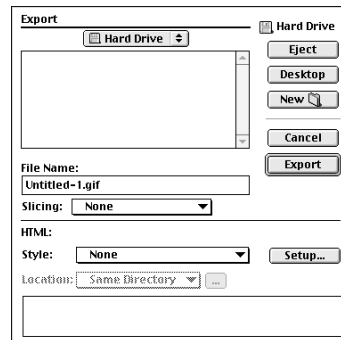 Export
Hard Drive
Hard Drive
Eject
Desktop
New
Cancel
Export
File Name:
Untitled-1.gif
Slicing: None
HTML:
Style: None
Setup...
Location: Same Directory ...